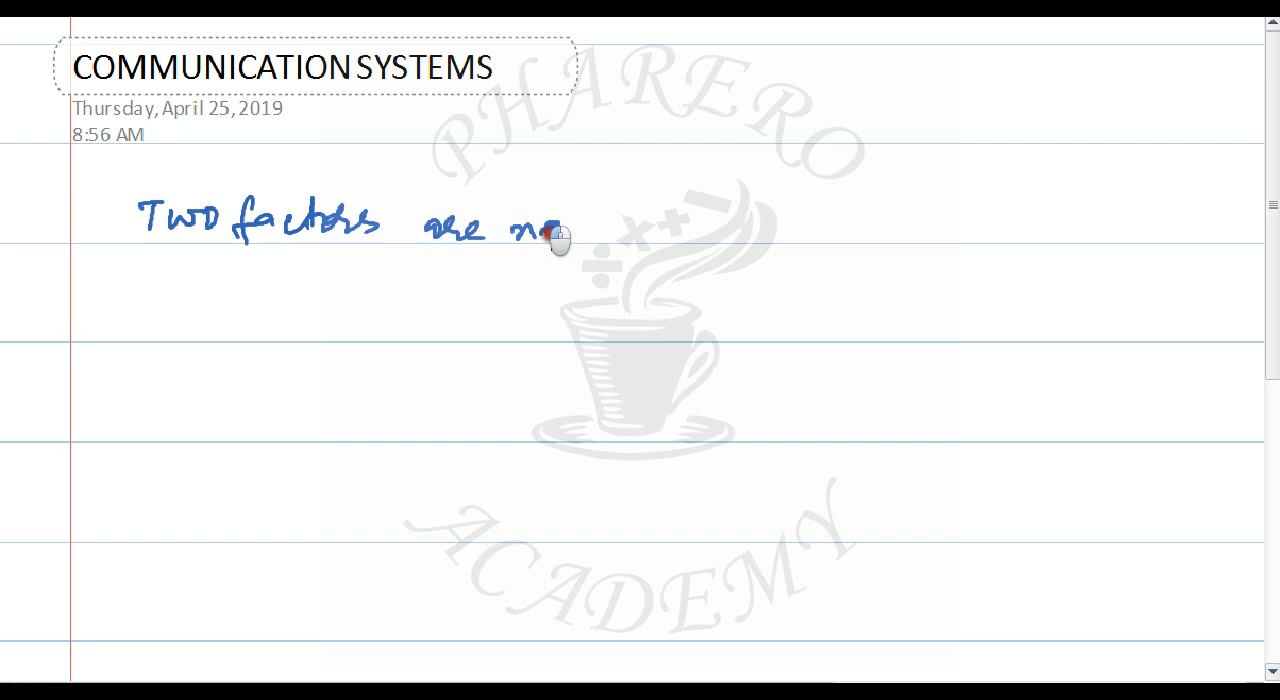 COMMUNICATION SYSTEMS
Thursday, April 25, 2019
8:56 AM
PHARERO
Two factors are
ACADEMY